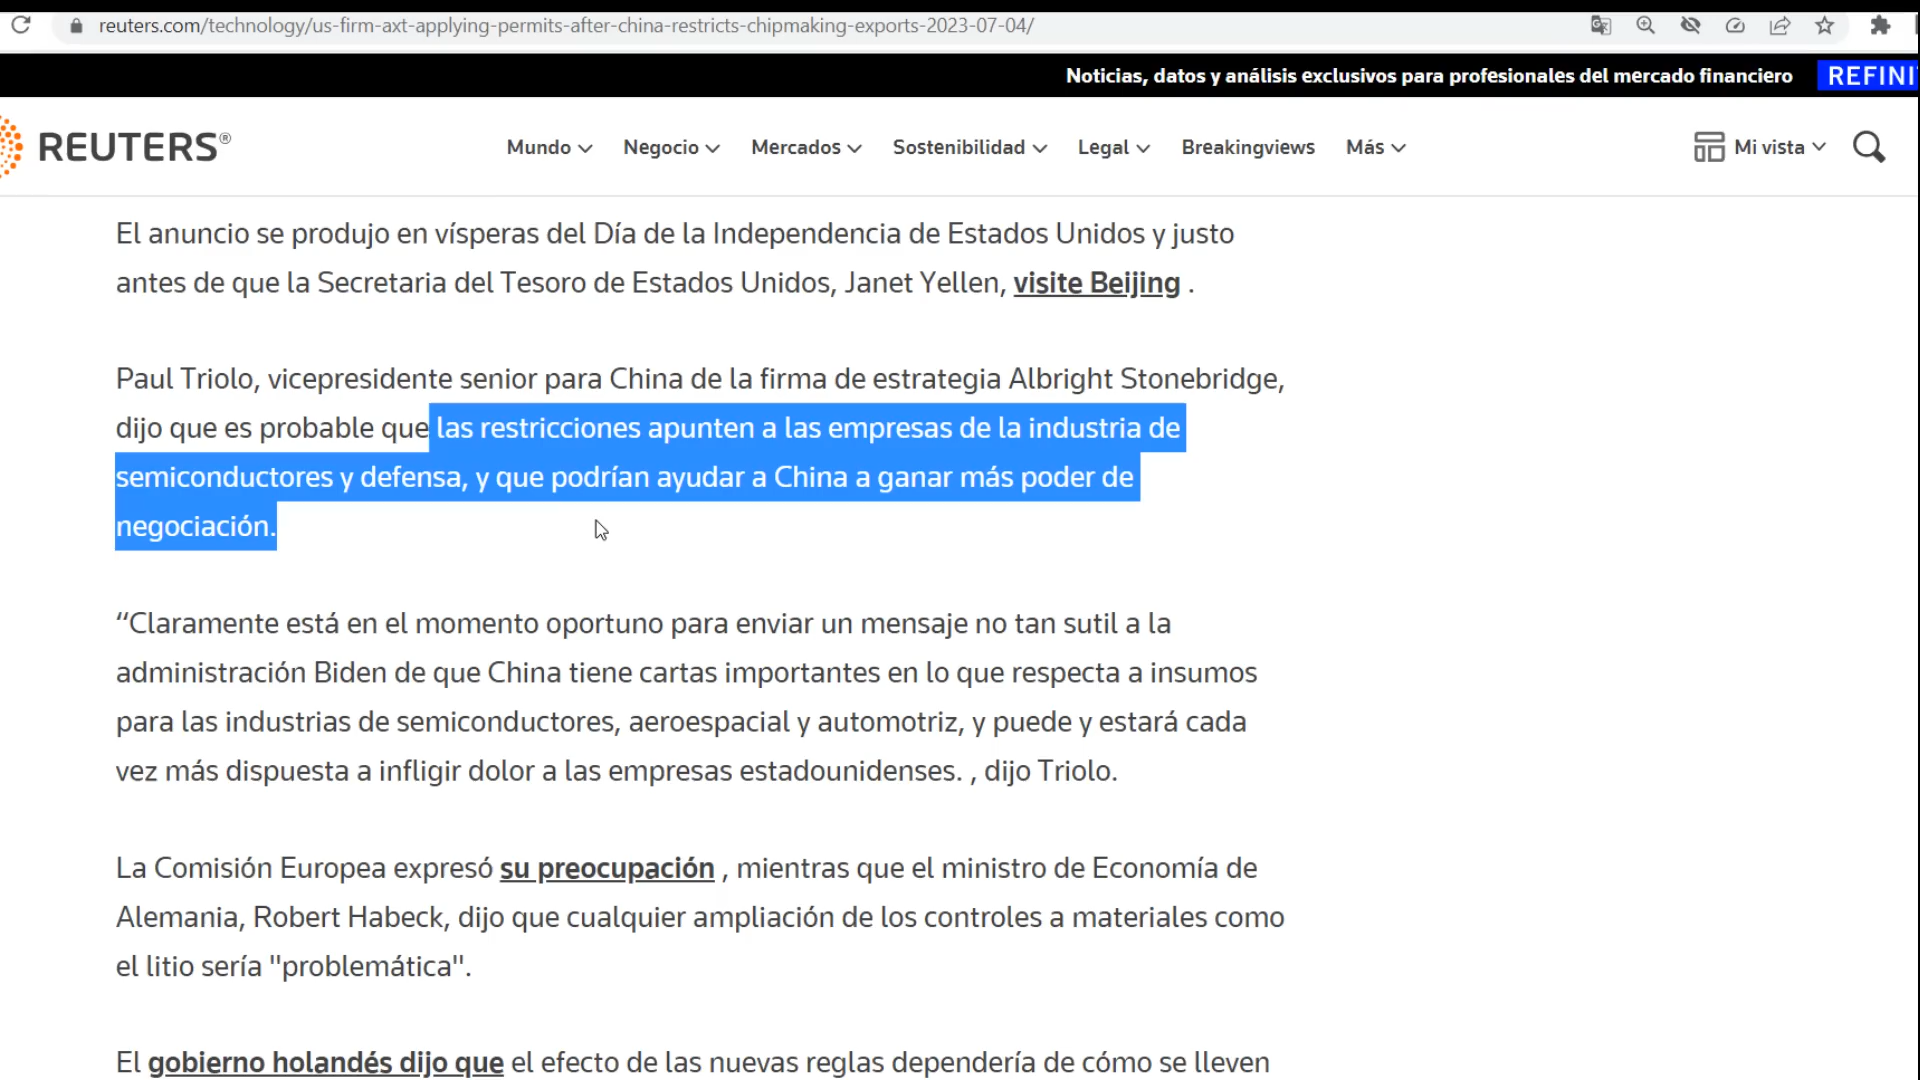 reuters.com/technology/us-firm-axt-applying-permits-after-china-restricts-chipmaking-exports-2023-07-04/
Noticias, datos y análisis exclusivos para profesionales del mercado financiero REFINI
REUTERS®
Mundo Negocio Mercados Sostenibilidad Legal Breakingviews Más Mi vista
El anuncio se produjo en vísperas del Día de la Independencia de Estados Unidos y justo
antes de que la Secretaria del Tesoro de Estados Unidos, Janet Yellen, visite Beijing .
Paul Triolo, vicepresidente senior para China de la firma de estrategia Albright Stonebridge,
dijo que es probable que las restricciones apunten a las empresas de la industria de
semiconductores y defensa, y que podrían ayudar a China a ganar más poder de
negociación.
“Claramente está en el momento oportuno para enviar un mensaje no tan sutil a la
administración Biden de que China tiene cartas importantes en lo que respecta a insumos
para las industrias de semiconductores, aeroespacial y automotriz, y puede y estará cada
vez más dispuesta a infligir dolor a las empresas estadounidenses. , dijo Triolo.
La Comisión Europea expresó su preocupación , mientras que el ministro de Economía de
Alemania, Robert Habeck, dijo que cualquier ampliación de los controles a materiales como
el litio sería "problemática".
El gobierno holandés dijo que el efecto de las nuevas reglas dependería de cómo se lleven